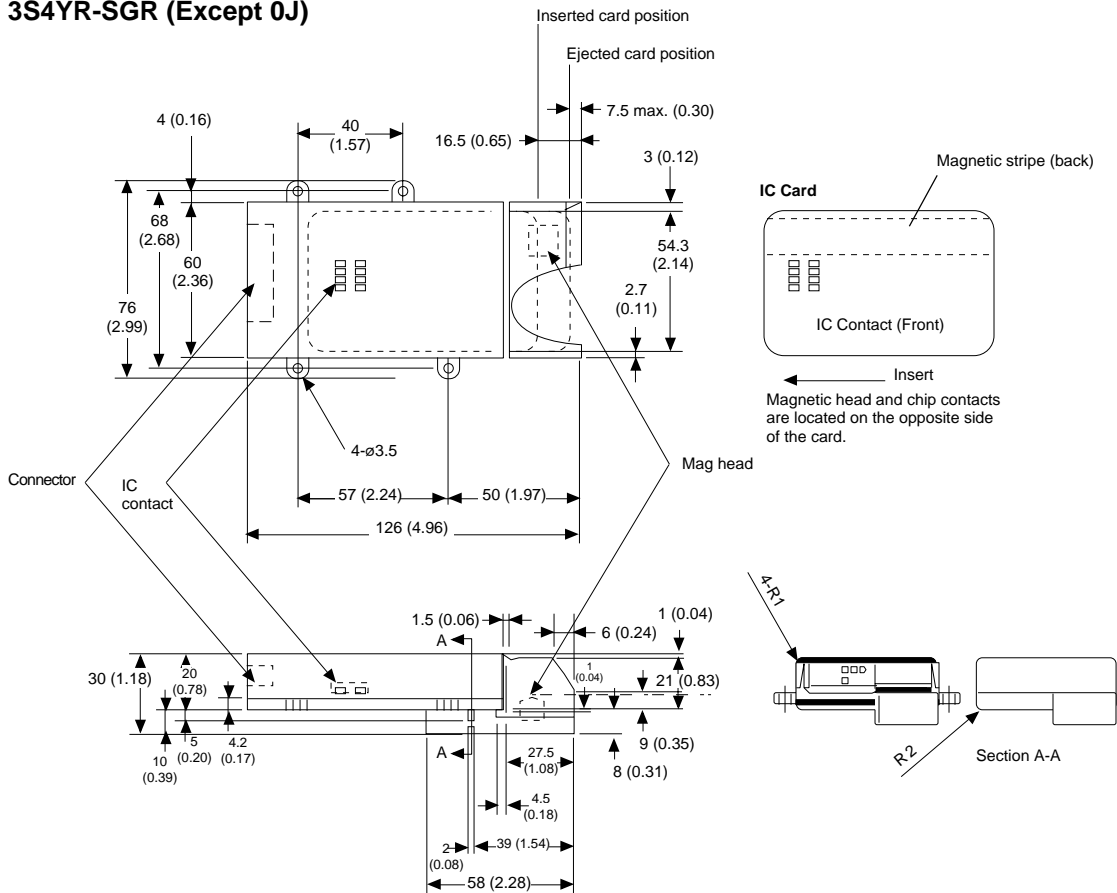 3S4YR-SGR (Except 0J)
Inserted card position
Ejected card position
7.5 max. (0.30)
4 (0.16)
40
(1.57)
16.5 (0.65)
3 (0.12)
Magnetic stripe (back)
IC Card
68
(2.68)
60
(2.36)
76
(2.99)
54.3
(2.14)
2.7
(0.11)
IC Contact (Front)
Insert
Magnetic head and chip contacts
are located on the opposite side
of the card.
4-ø3.5
Mag head
Connector
IC
contact
57 (2.24)
50 (1.97)
126 (4.96)
4-R1
1.5 (0.06)
1 (0.04)
6 (0.24)
A
30 (1.18)
20
(0.78)
1
(0.04)
21 (0.83)
10
(0.39)
5
(0.20)
4.2
(0.17)
A
27.5
(1.08)
9 (0.35)
8 (0.31)
R2
Section A-A
4.5
(0.18)
2
(0.08)
39 (1.54)
58 (2.28)